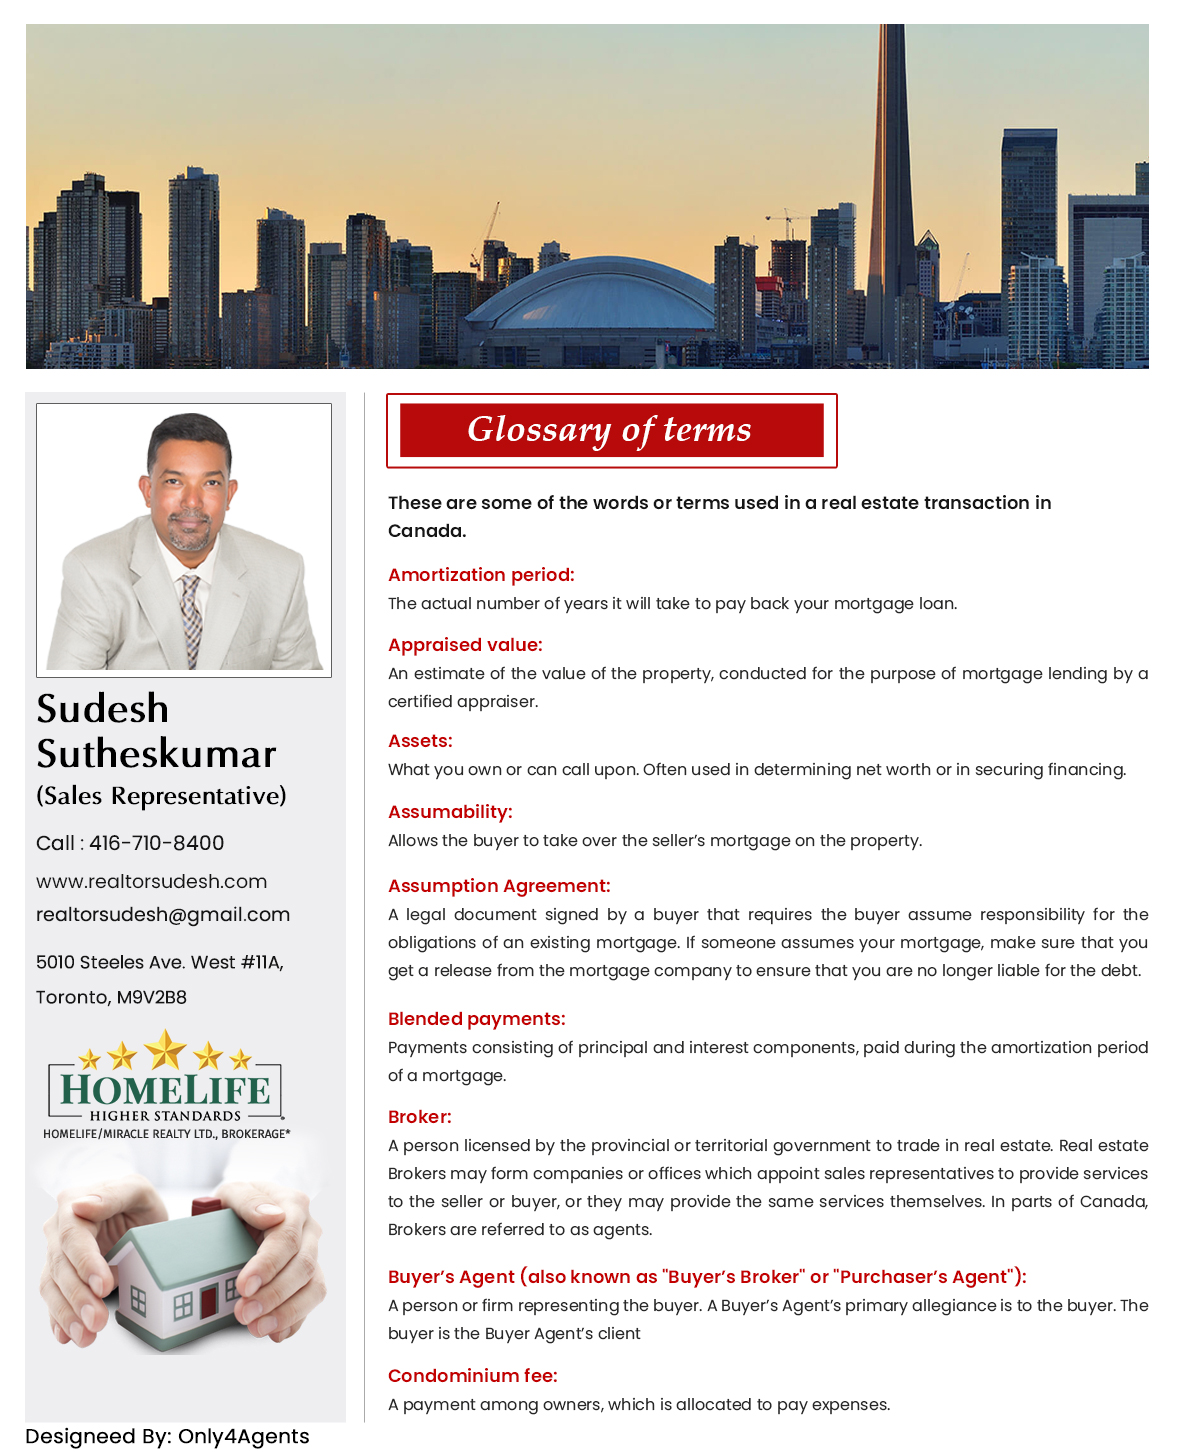 Sudesh
Sutheskumar
(Sales Representative)
Call : 416-710-8400
www.realtorsudesh.com
realtorsudesh@gmail.com
5010 Steeles Ave. West #11A,
Toronto, M9V2B8
HOMELIFE
HIGHER STANDARDS
HOMELIFE/MIRACLE REALTY LTD., BROKERAGE*
Glossary of terms
These are some of the words or terms used in a real estate transaction in
Canada.
Amortization period:
The actual number of years it will take to pay back your mortgage loan.
Appraised value:
An estimate of the value of the property, conducted for the purpose of mortgage lending by a
certified appraiser.
Assets:
What you own or can call upon. Often used in determining net worth or in securing financing.
Assumability:
Allows the buyer to take over the seller’s mortgage on the property.
Assumption Agreement:
A legal document signed by a buyer that requires the buyer assume responsibility for the
obligations of an existing mortgage. If someone assumes your mortgage, make sure that you
get a release from the mortgage company to ensure that you are no longer liable for the debt.
Blended payments:
Payments consisting of principal and interest components, paid during the amortization period
of a mortgage.
Broker:
A person licensed by the provincial or territorial government to trade in real estate. Real estate
Brokers may form companies or offices which appoint sales representatives to provide services
to the seller or buyer, or they may provide the same services themselves. In parts of Canada,
Brokers are referred to as agents.
Buyer’s Agent (also known as "Buyer’s Broker" or "Purchaser’s Agent"):
A person or firm representing the buyer. A Buyer’s Agent’s primary allegiance is to the buyer. The
buyer is the Buyer Agent’s client
Condominium fee:
A payment among owners, which is allocated to pay expenses.
Designeed By: Only4Agents